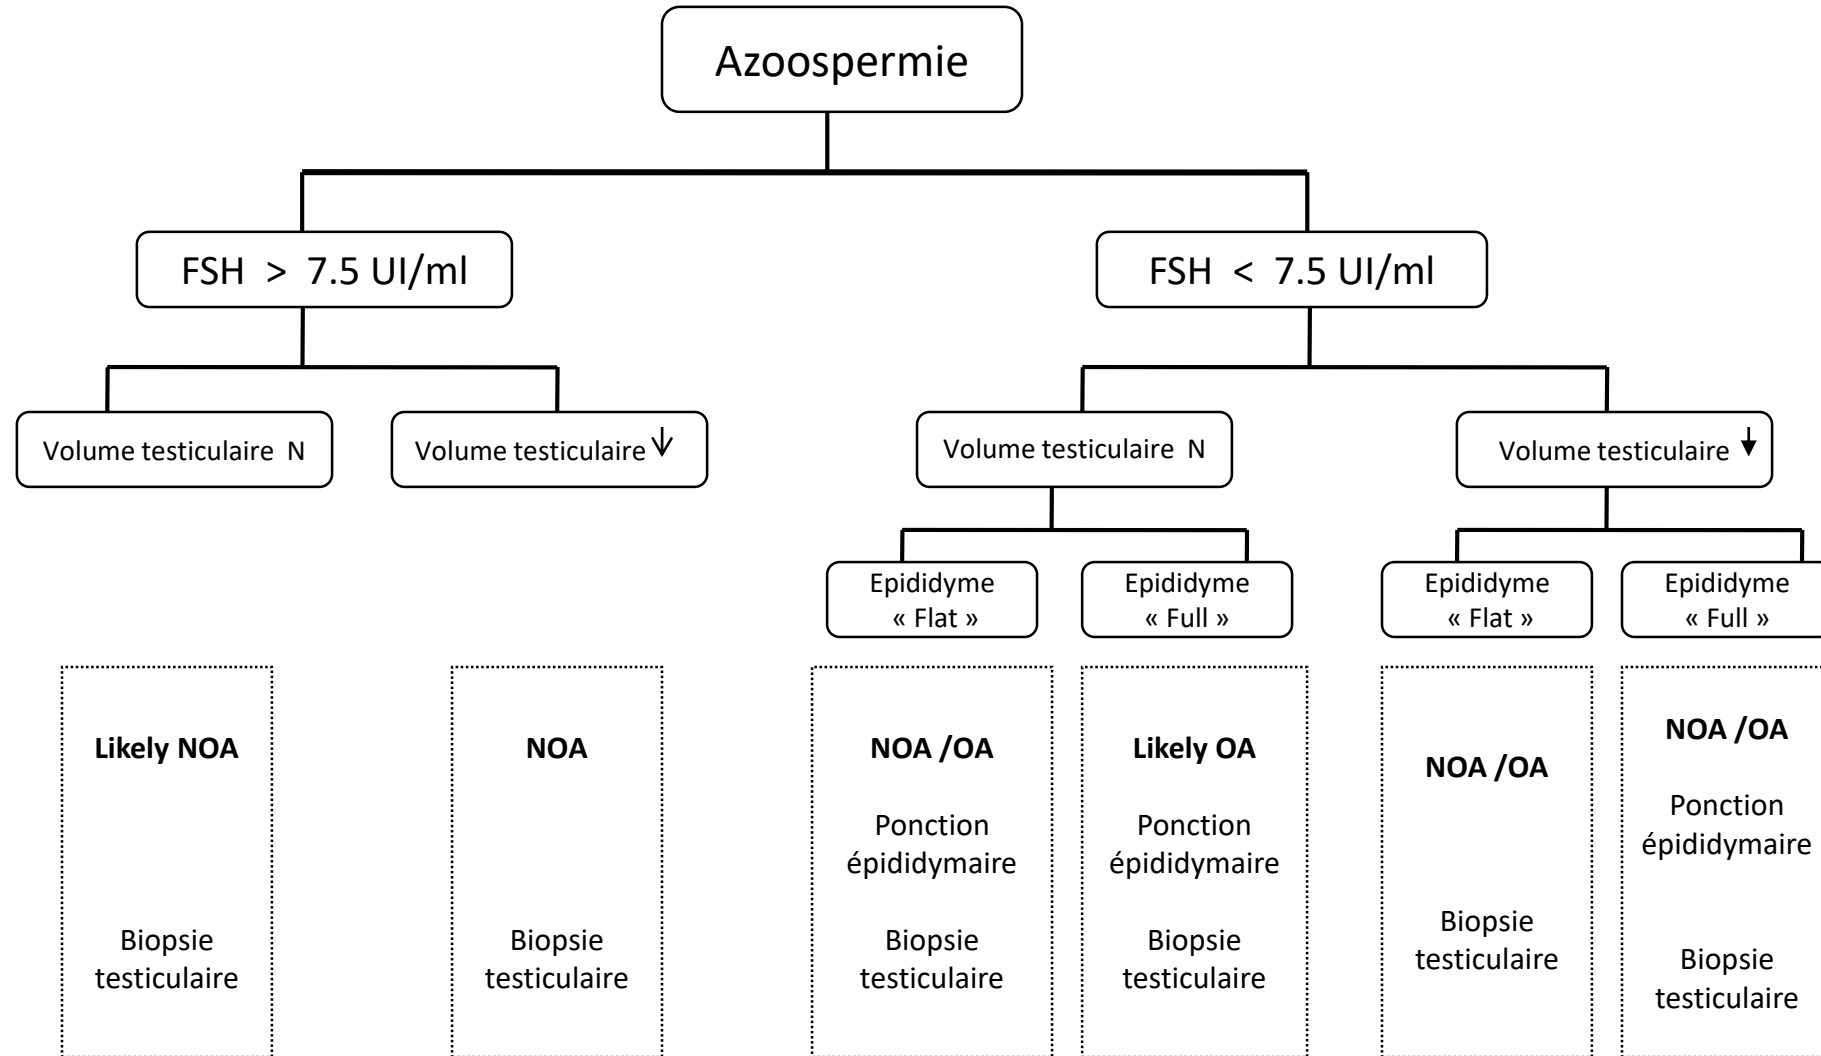 Azoospermie
FSH > 7.5 UI/ml
FSH < 7.5 UI/ml
Volume testiculaire N
Volume testiculaire ↓
Volume testiculaire N
Volume testiculaire ↓
Epididyme
« Flat »
Epididyme
« Full »
Epididyme
« Flat »
Epididyme
« Full »
Likely NOA
Biopsie
testiculaire
NOA
Biopsie
testiculaire
NOA /OA
Ponction
épididymaire
Biopsie
testiculaire
Likely OA
Ponction
épididymaire
Biopsie
testiculaire
NOA /OA
Biopsie
testiculaire
NOA /OA
Ponction
épididymaire
Biopsie
testiculaire